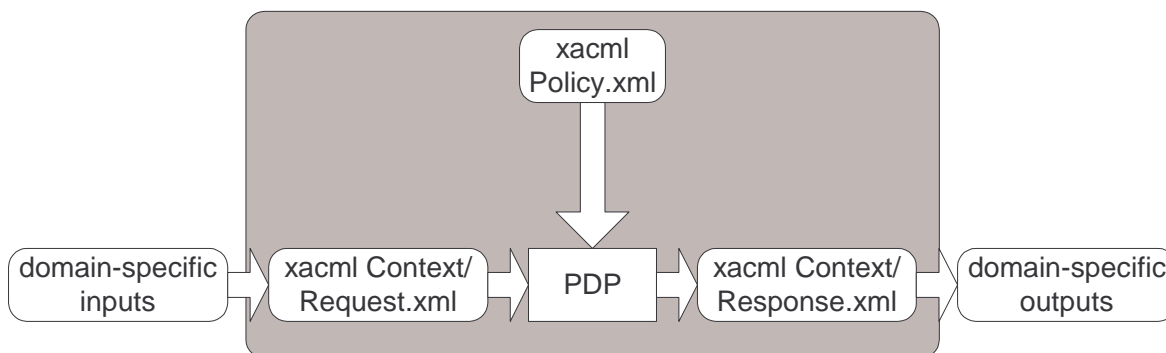 xacml
Policy.xml
domain-specific
inputs
xacml Context/
Request.xml
PDP
xacml Context/
Response.xml
domain-specific
outputs